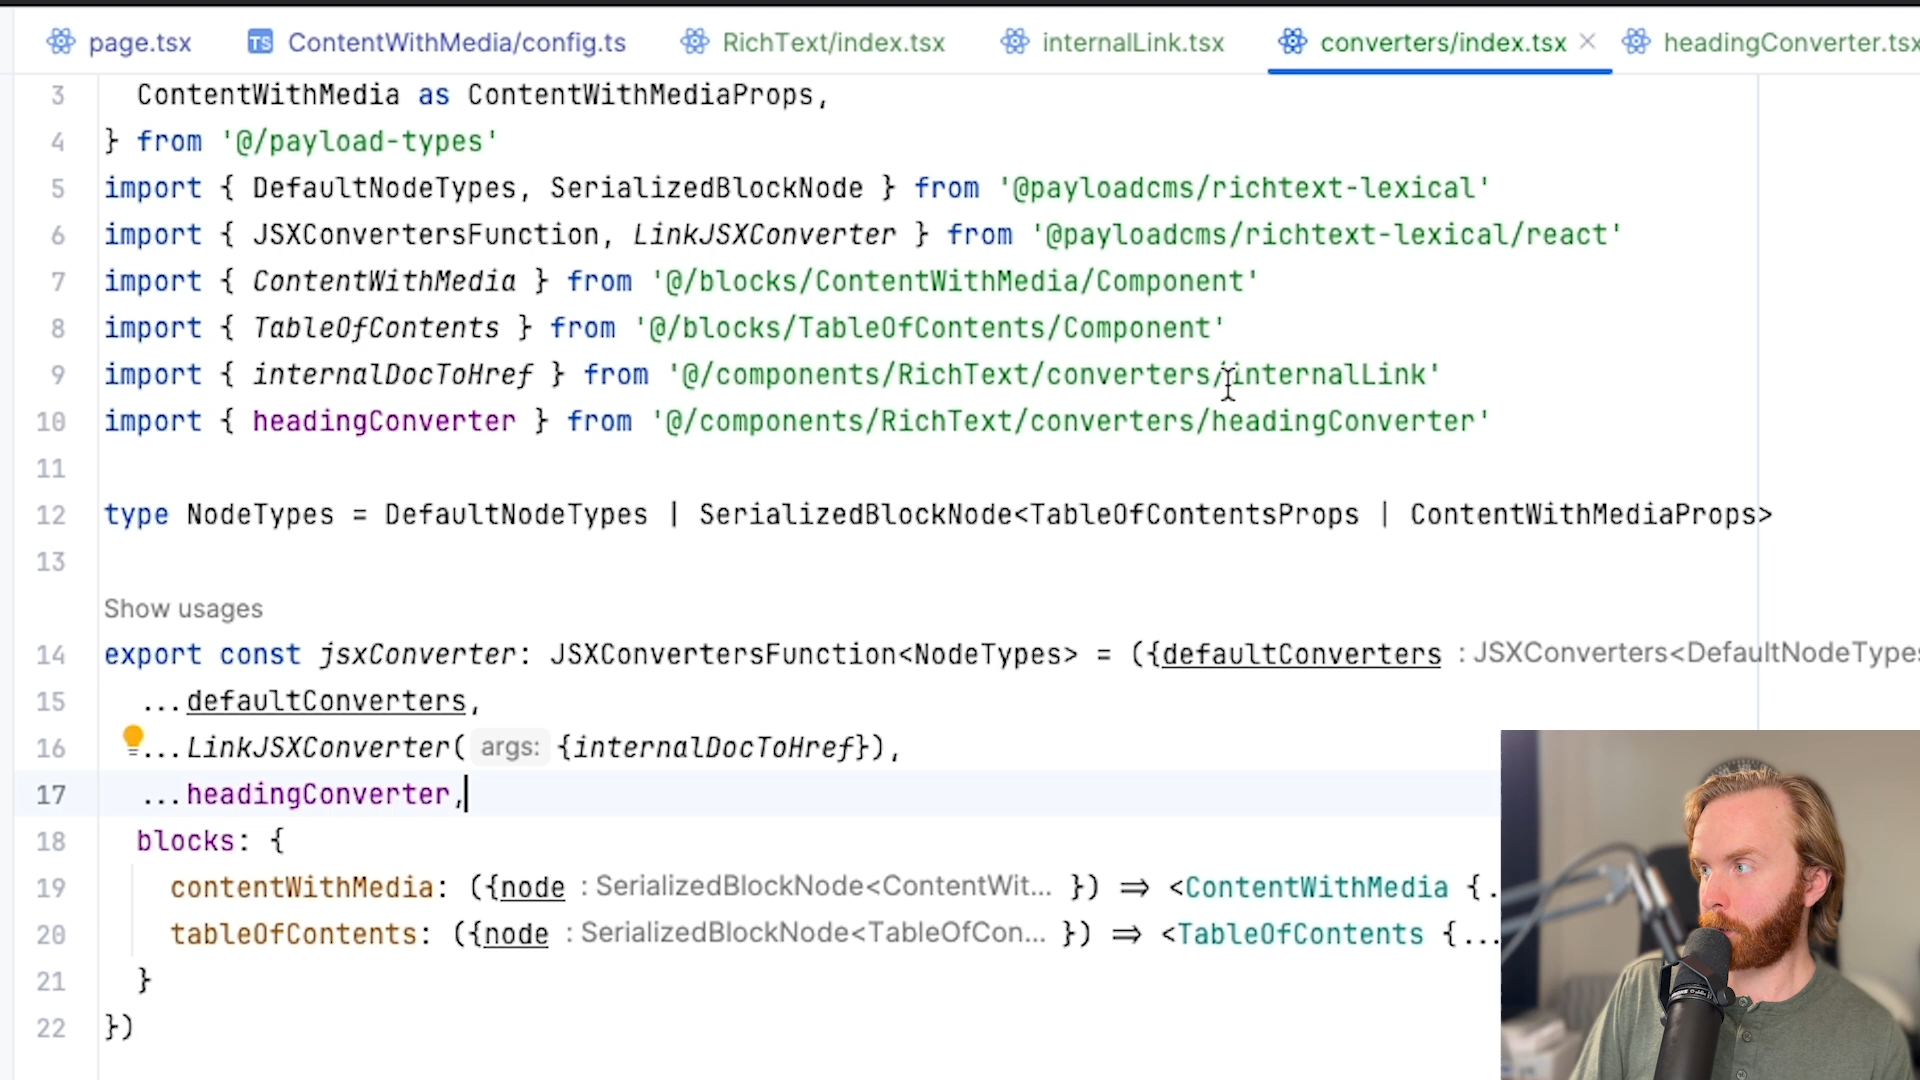 page.tsx TS ContentWithMedia/config.ts RichText/index.tsx internalLink.tsx converters/index.tsx headingConverter.tsx
3 ContentWithMedia as ContentWithMediaProps,
4 } from '@/payload-types'
5 import { DefaultNodeTypes, SerializedBlockNode } from '@payloadcms/richtext-lexical'
6 import { JSXConvertersFunction, LinkJSXConverter } from '@payloadcms/richtext-lexical/react'
7 import { ContentWithMedia } from '@/blocks/ContentWithMedia/Component'
8 import { TableOfContents } from '@/blocks/TableOfContents/Component'
9 import { internalDocToHref } from '@/components/RichText/converters/internalLink'
10 import { headingConverter } from '@/components/RichText/converters/headingConverter'
11
12 type NodeTypes = DefaultNodeTypes | SerializedBlockNode<TableOfContentsProps | ContentWithMediaProps>
13
Show usages
14 export const jsxConverter: JSXConvertersFunction<NodeTypes> = ({defaultConverters : JSXConverters<DefaultNodeTypes
15 ...defaultConverters,
16 ...LinkJSXConverter( args: {internalDocToHref}),
17 ...headingConverter,
18 blocks: {
19 contentWithMedia: ({node : SerializedBlockNode<ContentWit... }) => <ContentWithMedia {.
20 tableOfContents: ({node : SerializedBlockNode<TableOfCon... }) => <TableOfContents {...
21 }
22 })